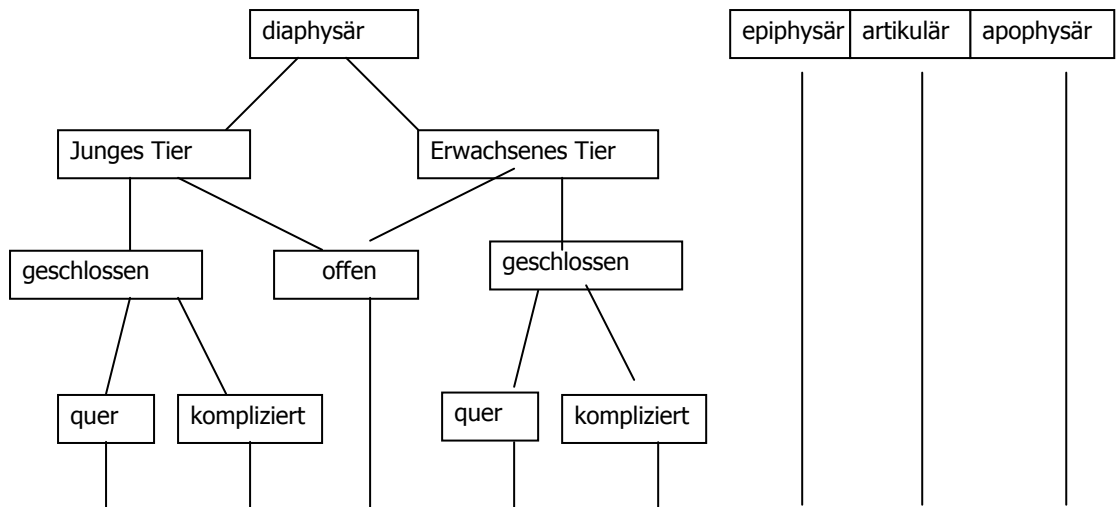 diaphysär
epiphysär artikulär apophysär
Junges Tier
Erwachsenes Tier
geschlossen
offen
geschlossen
quer
kompliziert
quer
kompliziert